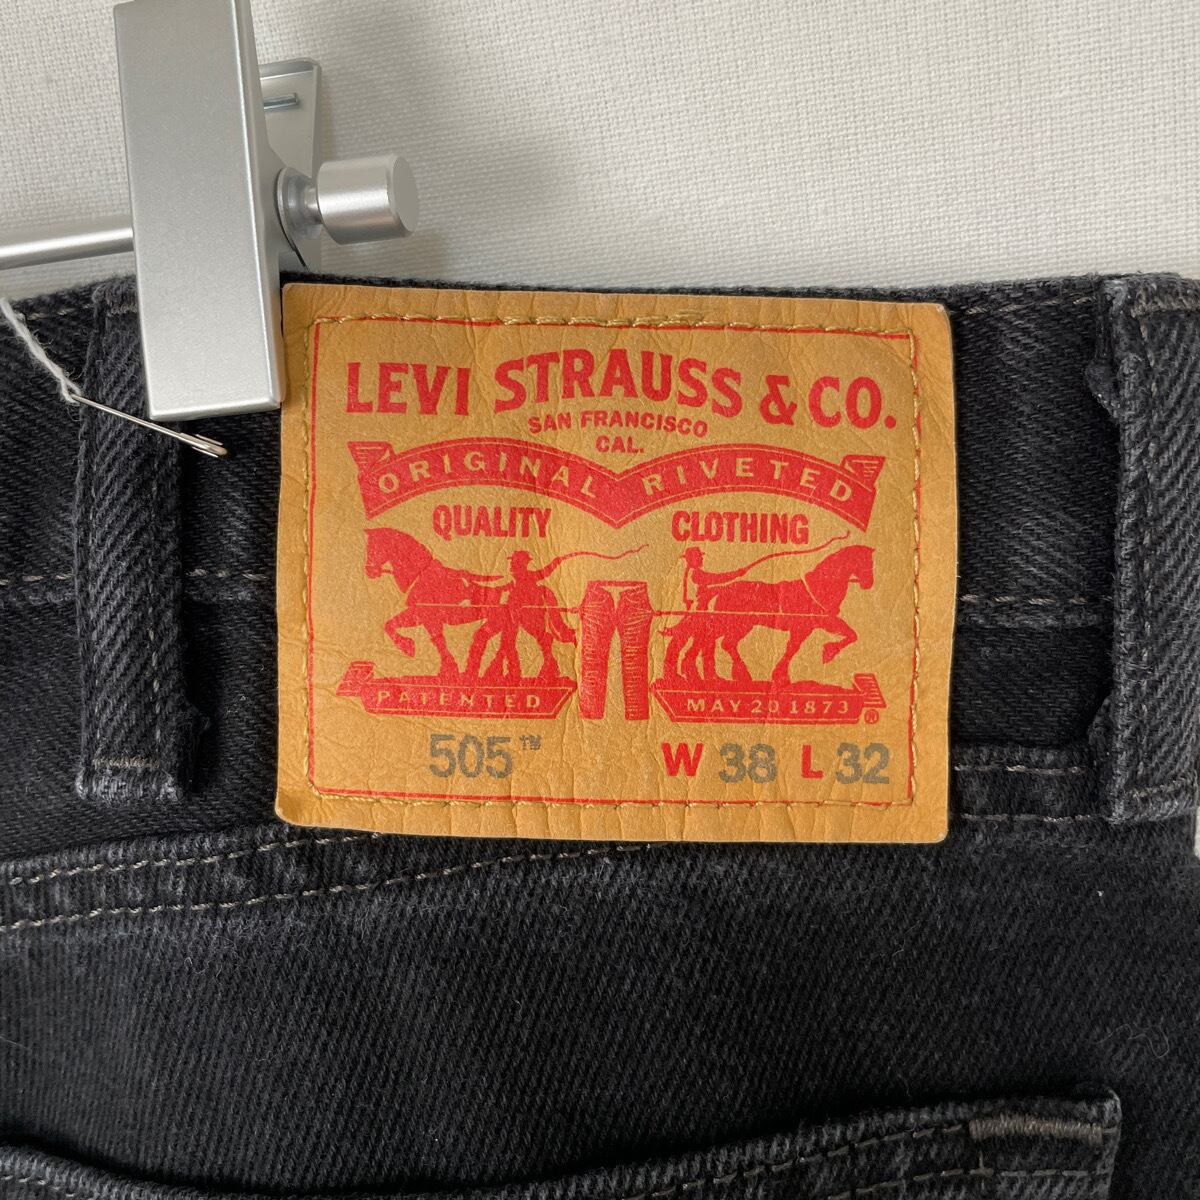 LEVI STRAUSS & CO.
SAN FRANCISCO
CAL.
ORIGINAL RIVETED
QUALITY CLOTHING
PATENTED MAY 20 1873 ®
505™ W 38 L 32